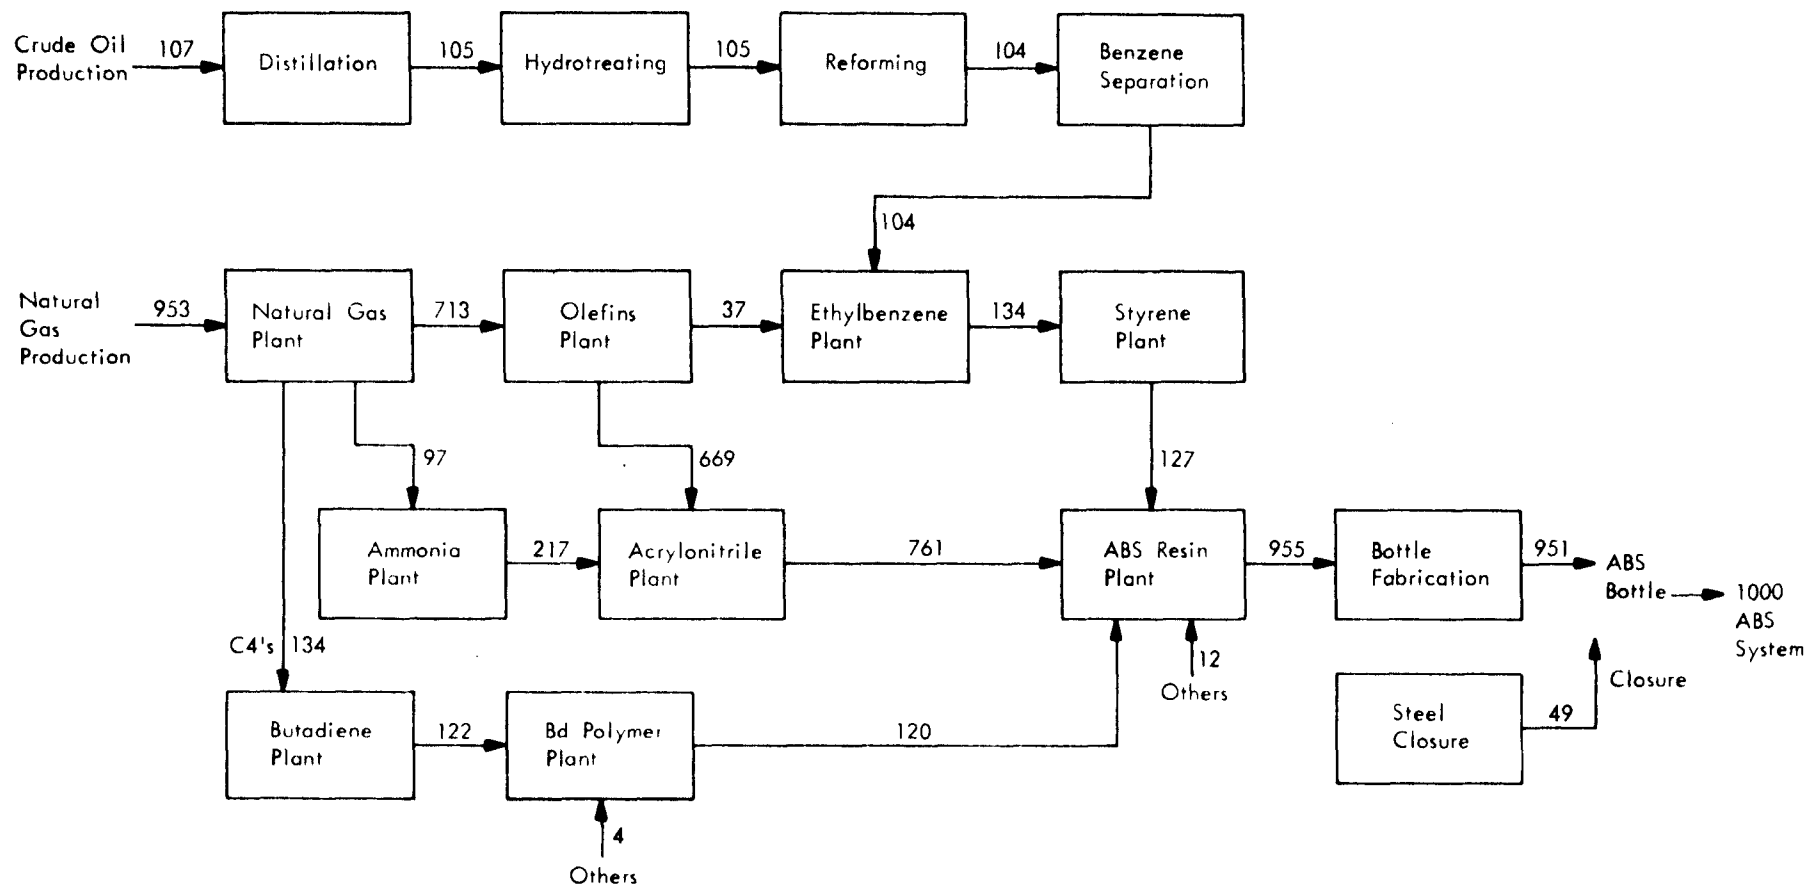 Crude Oil
Production
107
Distillation
105
Hydrotreating
105
Reforming
104
Benzene
Separation
104
Natural
Gas
Production
953
Natural Gas
Plant
713
Olefins
Plant
37
Ethylbenzene
Plant
134
Styrene
Plant
97
669
127
Ammonia
Plant
217
Acrylonitrile
Plant
761
ABS Resin
Plant
955
Bottle
Fabrication
951
ABS
Bottle
1000
ABS
System
C4's 134
12
Others
Closure
Butadiene
Plant
122
Bd Polymer
Plant
120
Steel
Closure
49
4
Others